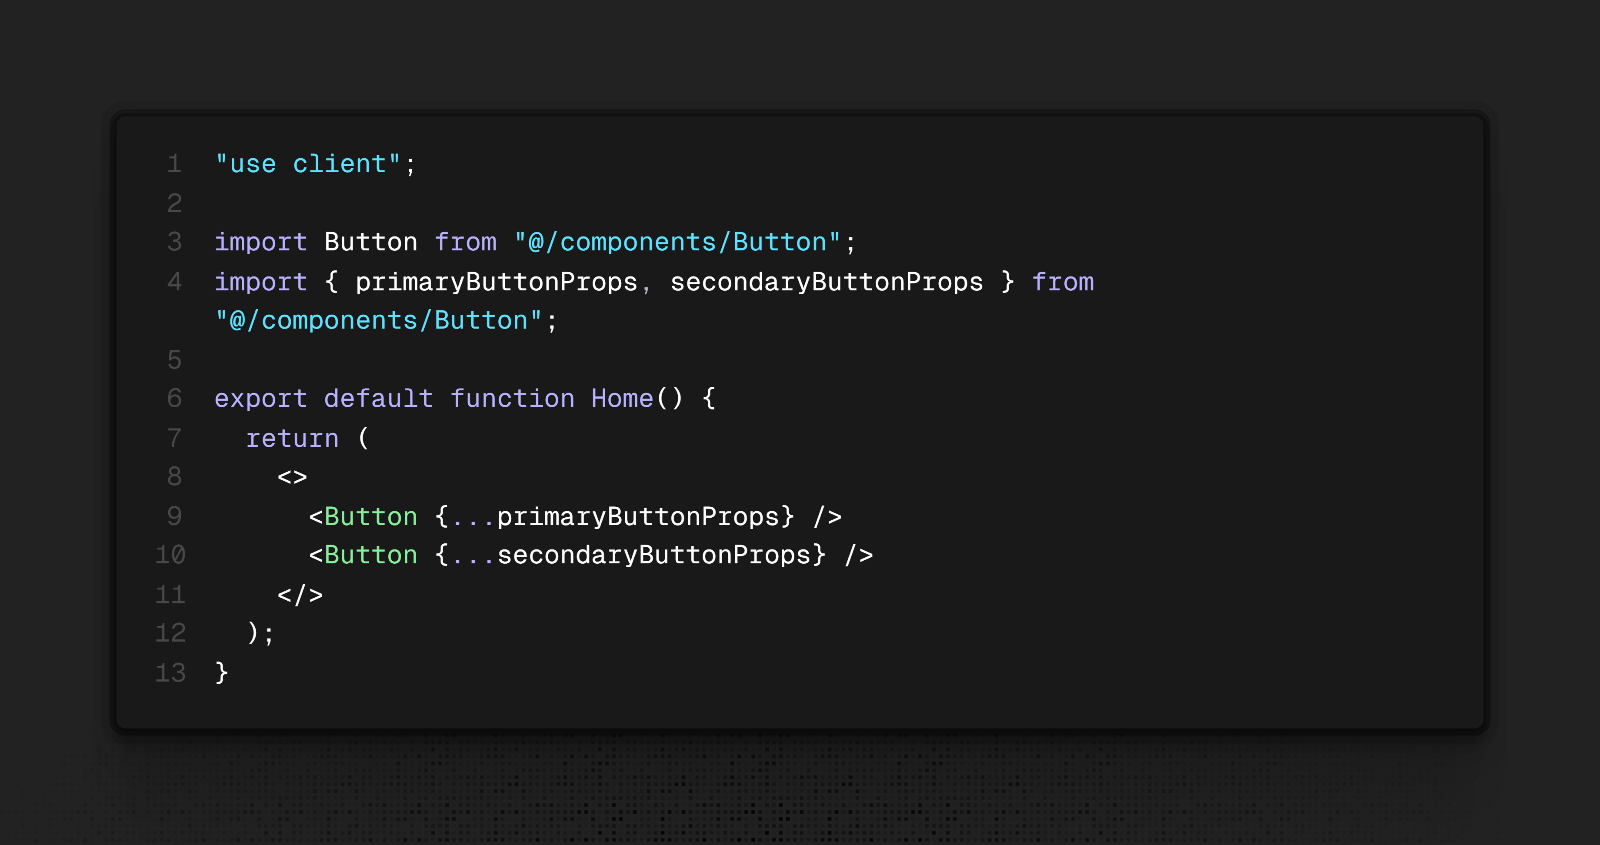 1 "use client";
2
3 import Button from "@/components/Button";
4 import { primaryButtonProps, secondaryButtonProps } from
"@/components/Button";
5
6 export default function Home() {
7   return (
8     <>
9       <Button {...primaryButtonProps} />
10       <Button {...secondaryButtonProps} />
11     </>
12   );
13 }